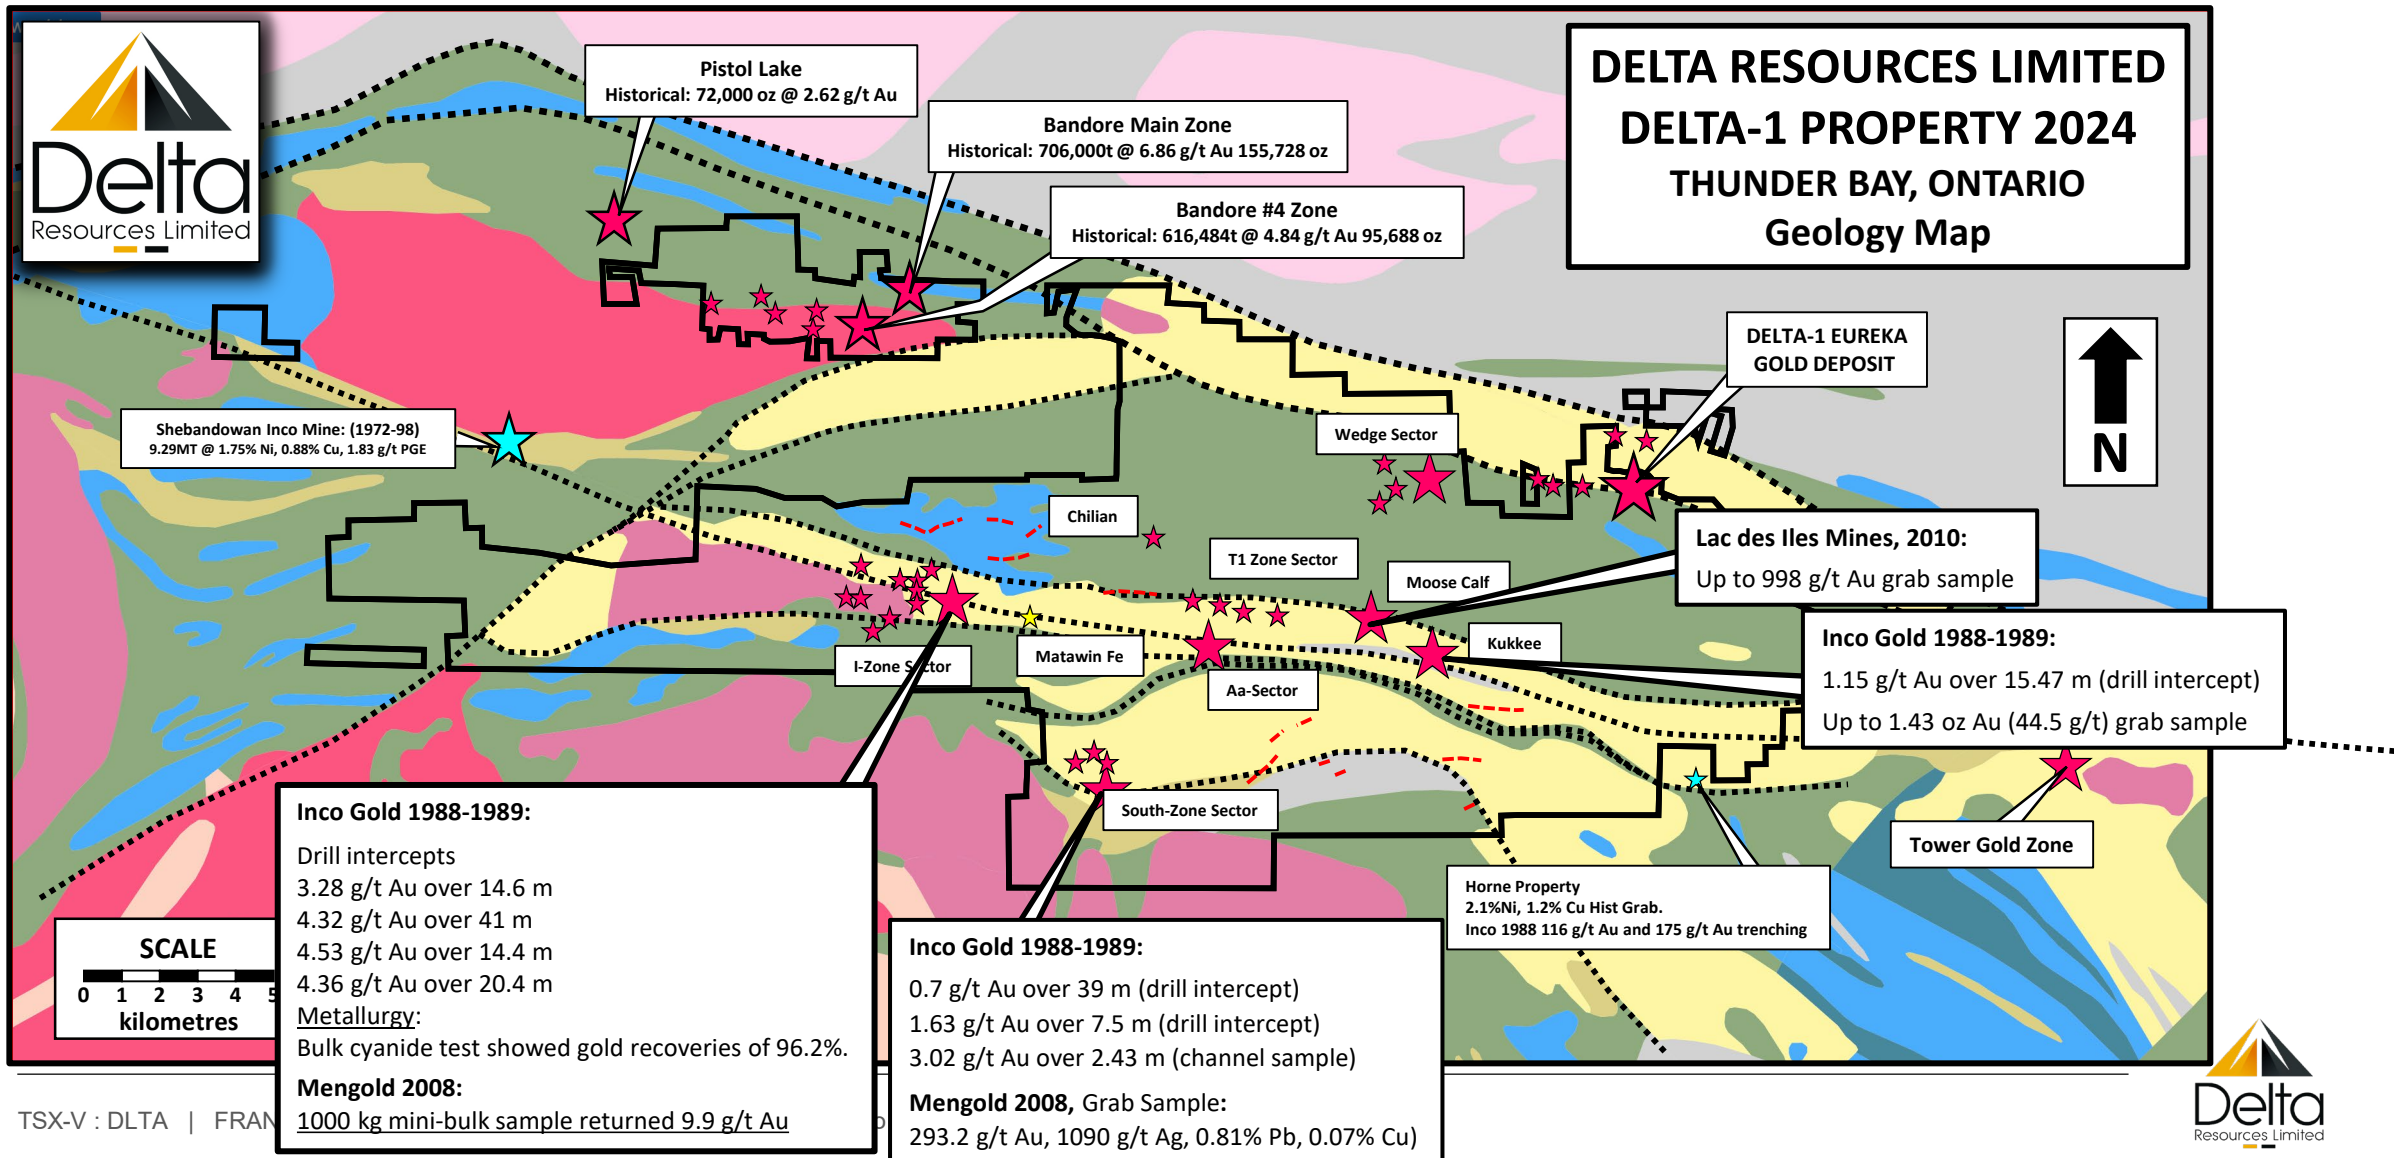 Delta
Resources Limited
Pistol Lake
Historical: 72,000 oz @ 2.62 g/t Au
Bandore Main Zone
Historical: 706,000t @ 6.86 g/t Au 155,728 oz
Bandore #4 Zone
Historical: 616,484t @ 4.84 g/t Au 95,688 oz
DELTA RESOURCES LIMITED
DELTA-1 PROPERTY 2024
THUNDER BAY, ONTARIO
Geology Map
DELTA-1 EUREKA
GOLD DEPOSIT
N
Shebandowan Inco Mine: (1972-98)
9.29MT @ 1.75% Ni, 0.88% Cu, 1.83 g/t PGE
Wedge Sector
Chilian
T1 Zone Sector
Moose Calf
Lac des Iles Mines, 2010:
Up to 998 g/t Au grab sample
Kukkee
Inco Gold 1988-1989:
1.15 g/t Au over 15.47 m (drill intercept)
Up to 1.43 oz Au (44.5 g/t) grab sample
I-Zone Sector
Matawin Fe
Aa-Sector
South-Zone Sector
Tower Gold Zone
Horne Property
2.1%Ni, 1.2% Cu Hist Grab.
Inco 1988 116 g/t Au and 175 g/t Au trenching
SCALE
0 1 2 3 4 5
kilometres
Inco Gold 1988-1989:
Drill intercepts
3.28 g/t Au over 14.6 m
4.32 g/t Au over 41 m
4.53 g/t Au over 14.4 m
4.36 g/t Au over 20.4 m
Metallurgy:
Bulk cyanide test showed gold recoveries of 96.2%.
Mengold 2008:
1000 kg mini-bulk sample returned 9.9 g/t Au
Inco Gold 1988-1989:
0.7 g/t Au over 39 m (drill intercept)
1.63 g/t Au over 7.5 m (drill intercept)
3.02 g/t Au over 2.43 m (channel sample)
Mengold 2008, Grab Sample:
293.2 g/t Au, 1090 g/t Ag, 0.81% Pb, 0.07% Cu)
TSX-V : DLTA | FRAN
Delta
Resources Limited